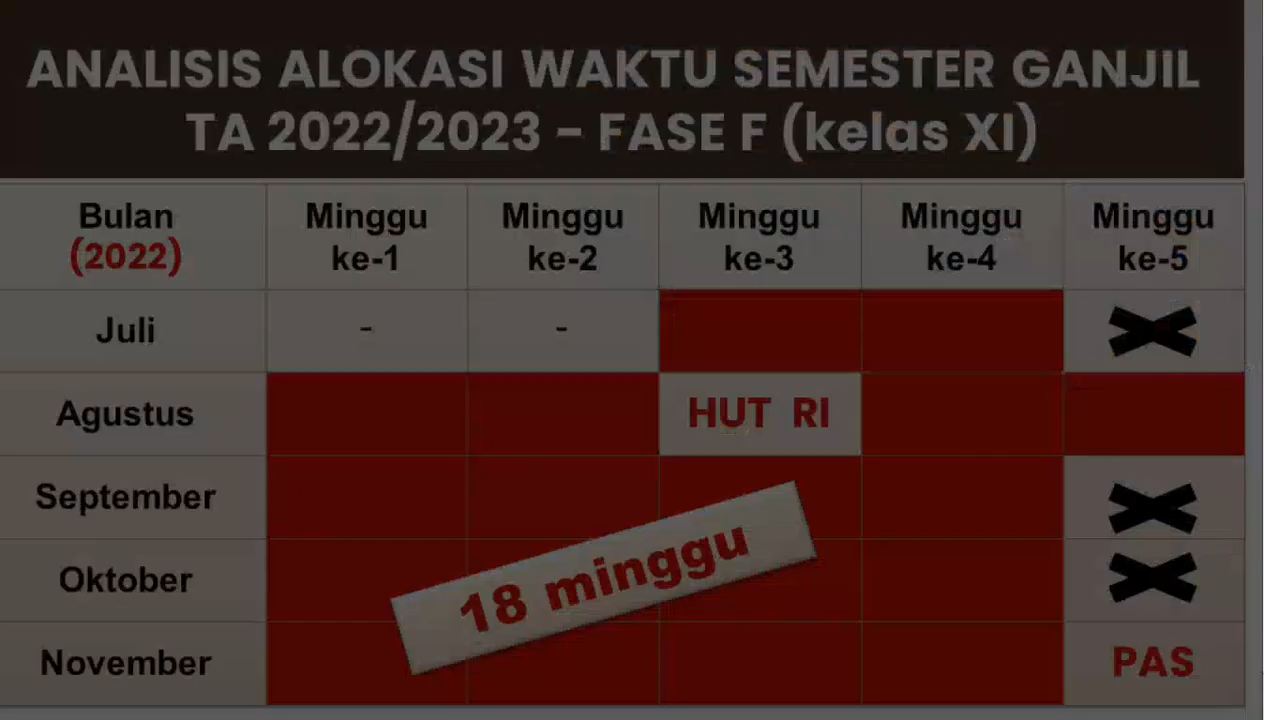 ANALISIS ALOKASI WAKTU SEMESTER GANJIL
TA 2022/2023 – FASE F (kelas XI)
Bulan (2022) Minggu ke-1 Minggu ke-2 Minggu ke-3 Minggu ke-4 Minggu ke-5
Juli - -
Agustus HUT RI
September
18 minggu
Oktober
November PAS